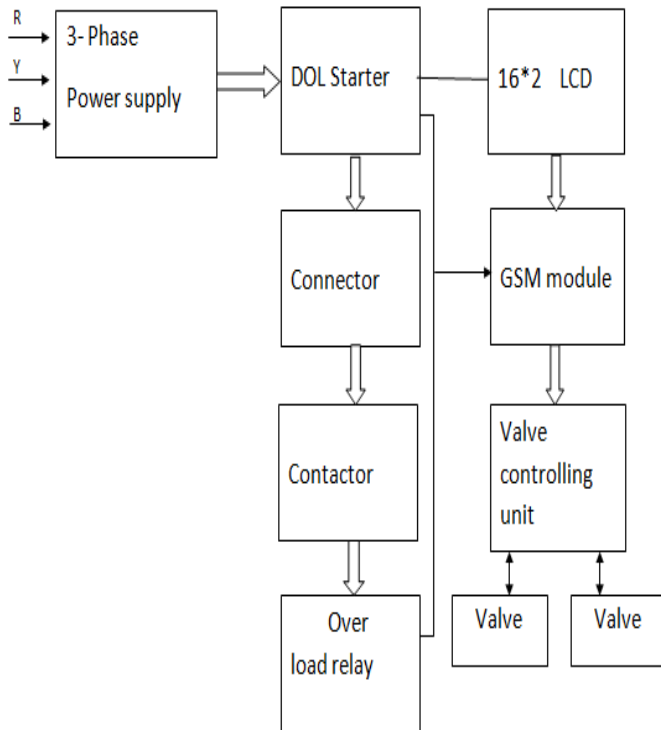 R
Y
B
3- Phase
Power supply
DOL Starter
16*2 LCD
Connector
GSM module
Contactor
Valve
controlling
unit
Over
load relay
Valve
Valve